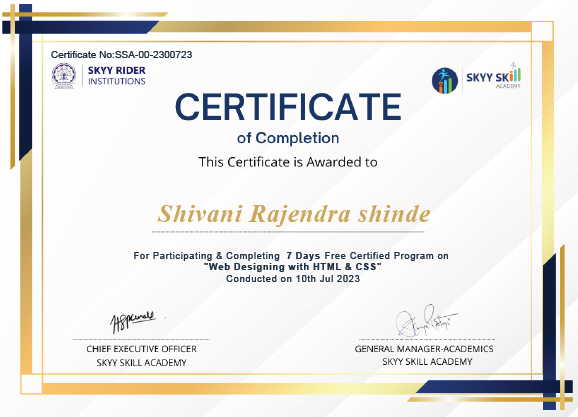 Certificate No:SSA-00-2300723
SKYY RIDER
INSTITUTIONS
SKYY SKILL
ACADEMY
CERTIFICATE
of Completion
This Certificate is Awarded to
Shivani Rajendra shinde
For Participating & Completing 7 Days Free Certified Program on
"Web Designing with HTML & CSS"
Conducted on 10th Jul 2023
CHIEF EXECUTIVE OFFICER
SKYY SKILL ACADEMY
GENERAL MANAGER-ACADEMICS
SKYY SKILL ACADEMY